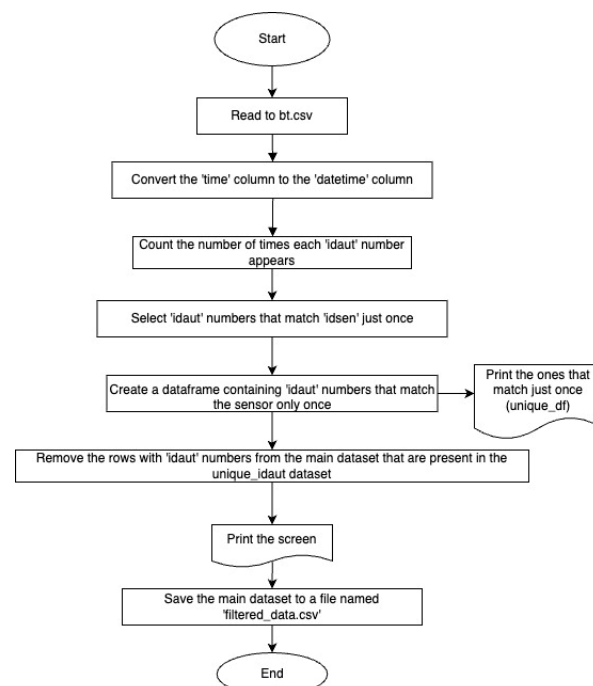 Start
Read to bt.csv
Convert the 'time' column to the 'datetime' column
Count the number of times each 'idaut' number
appears
Select 'idaut' numbers that match 'idsen' just once
Create a dataframe containing 'idaut' numbers that match
the sensor only once
Print the ones that
match just once
(unique_df)
Remove the rows with 'idaut' numbers from the main dataset that are present in the
unique_idaut dataset
Print the screen
Save the main dataset to a file named
'filtered_data.csv'
End